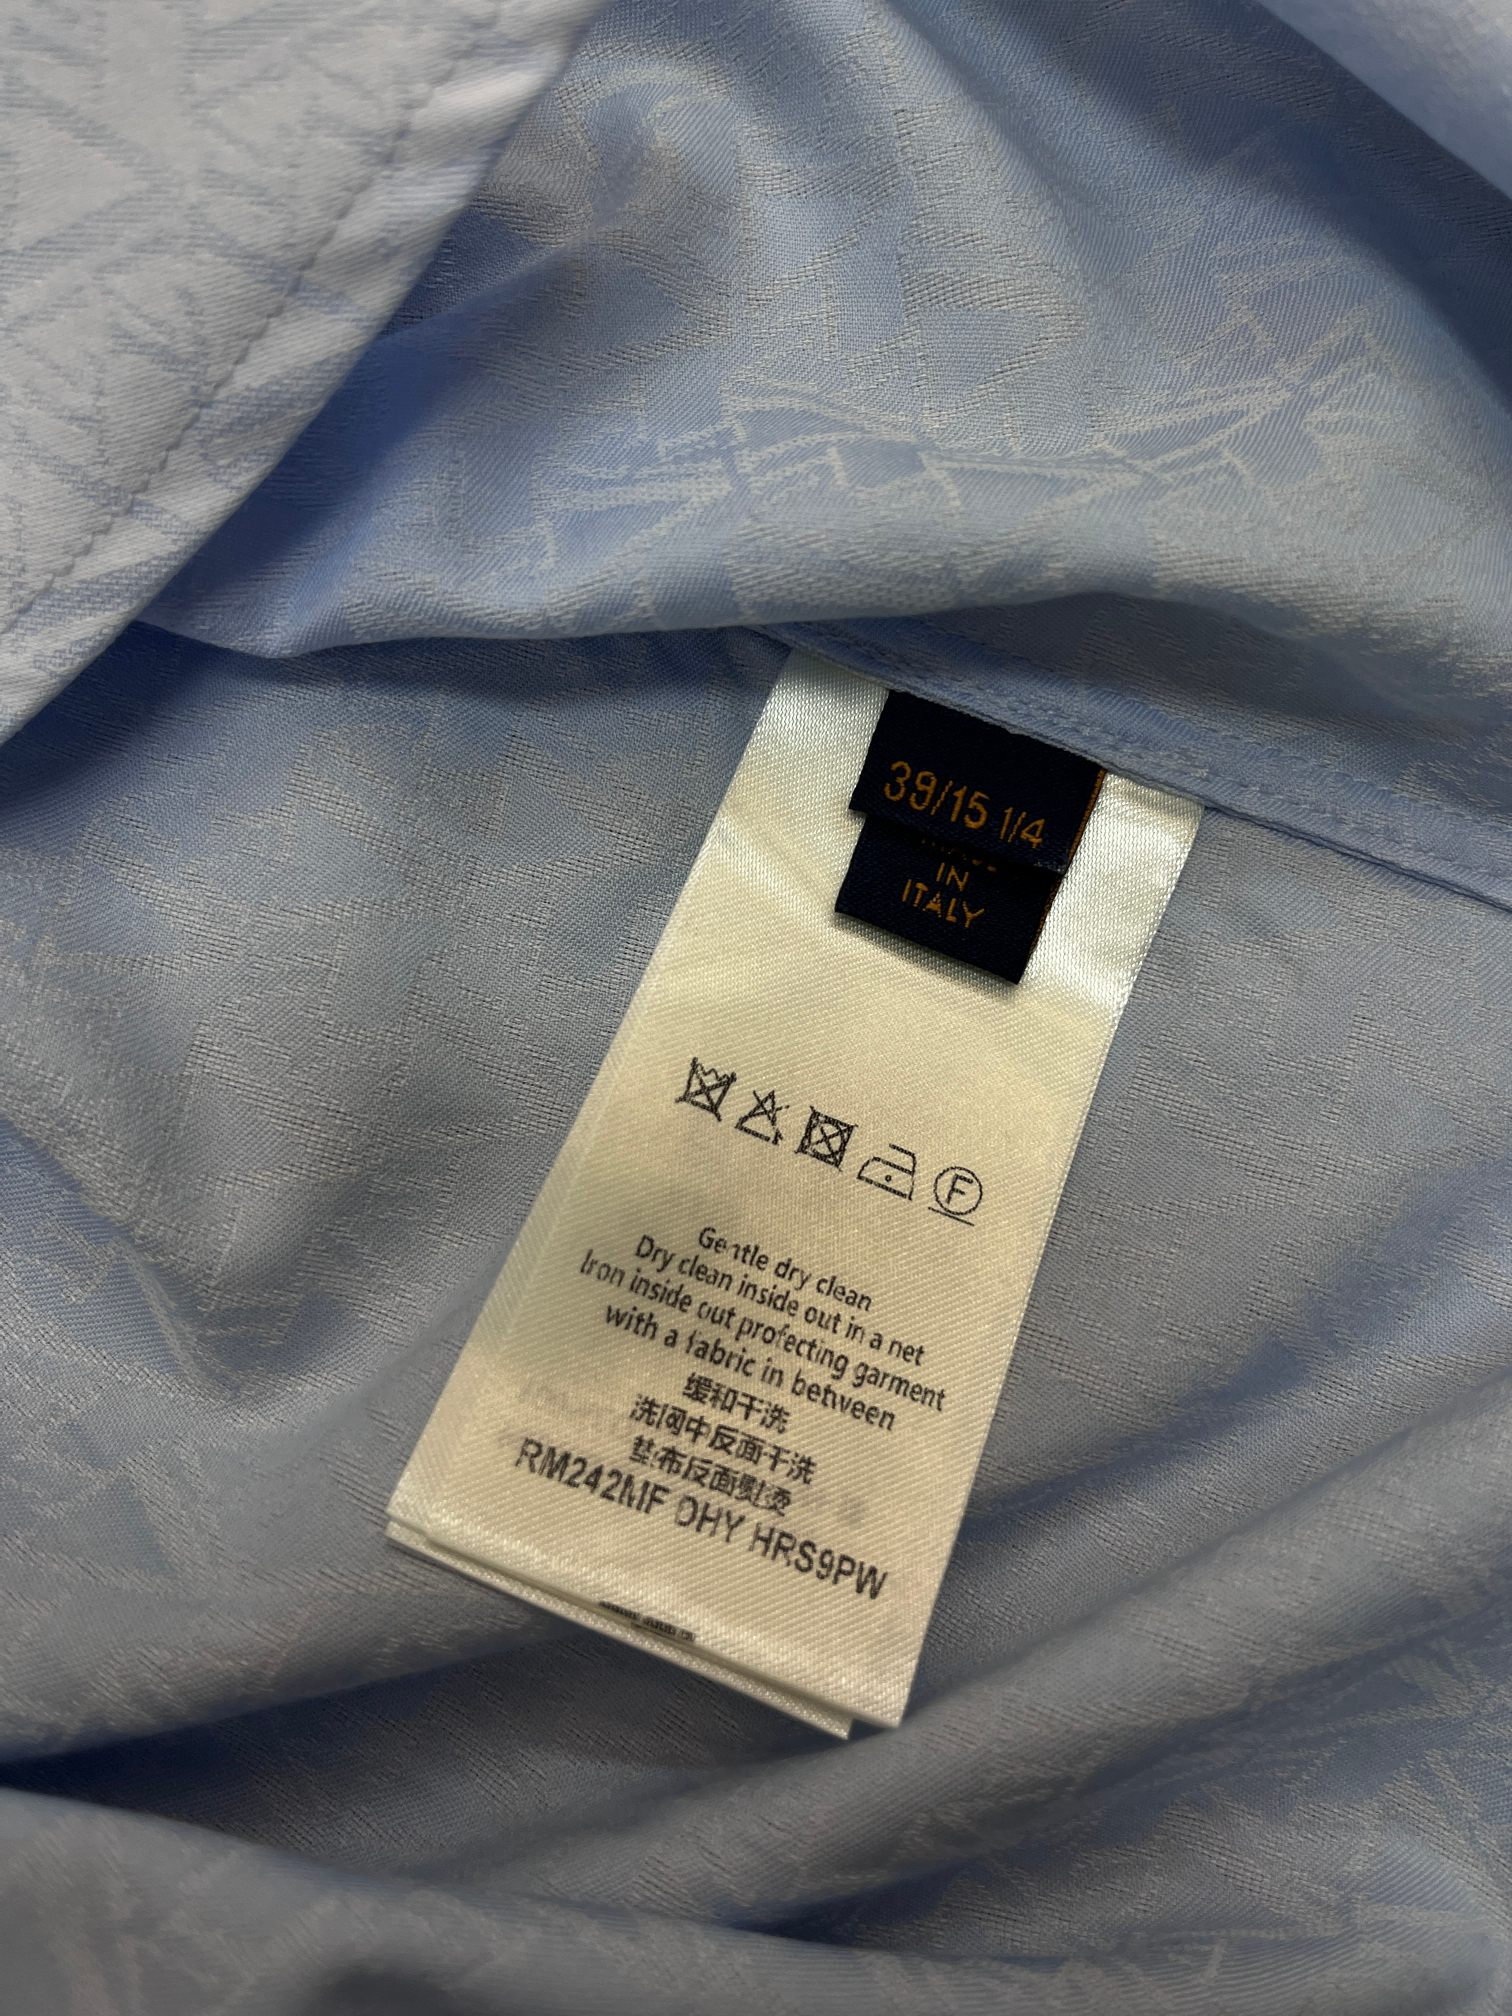 39/15 1/4
IN
ITALY
F
Gentle dry clean
Dry clean inside out in a net
Iron inside out protecting garment
with a fabric in between
缓和干洗
洗网中反面干洗
垫布反面熨烫
RM242MF DHY HRS9PW